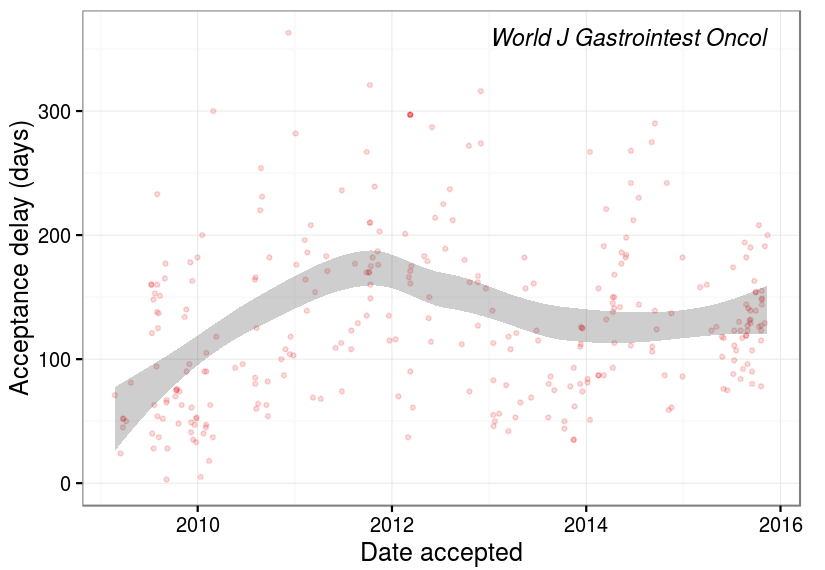 World J Gastrointest Oncol
Acceptance delay (days)
300
200
100
0
2010 2012 2014 2016
Date accepted